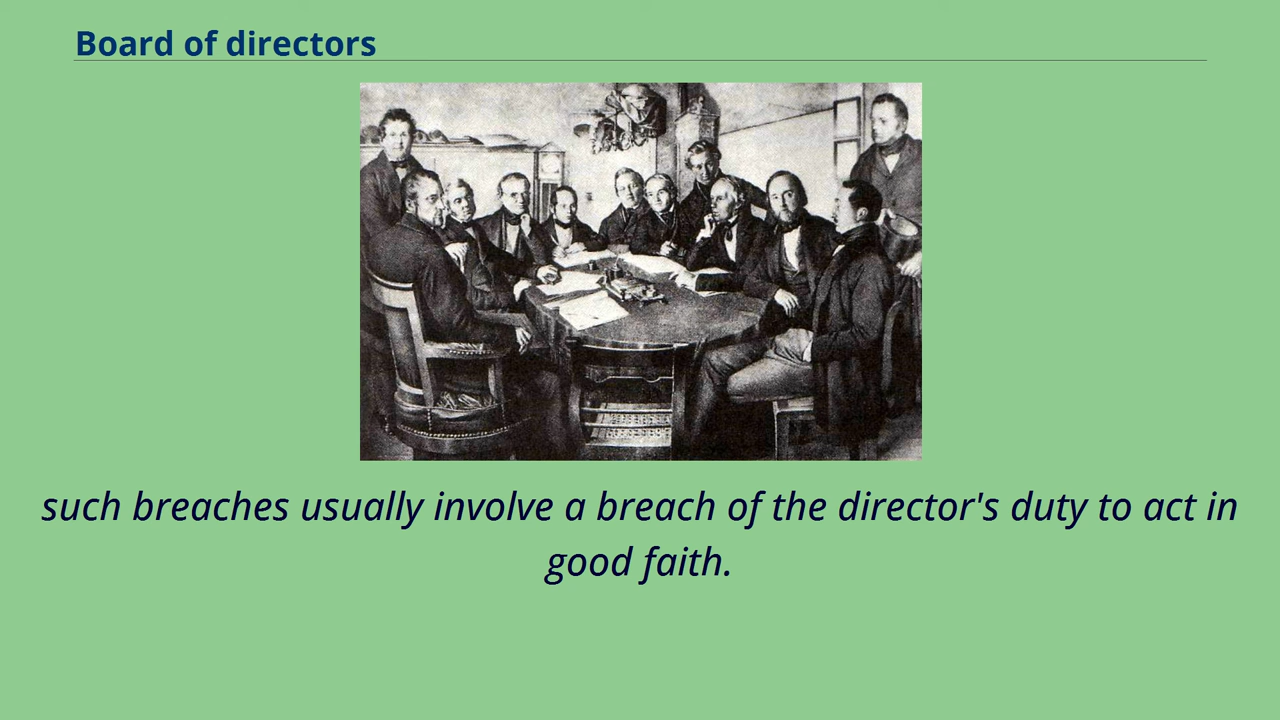 Board of directors
such breaches usually involve a breach of the director's duty to act in
good faith.